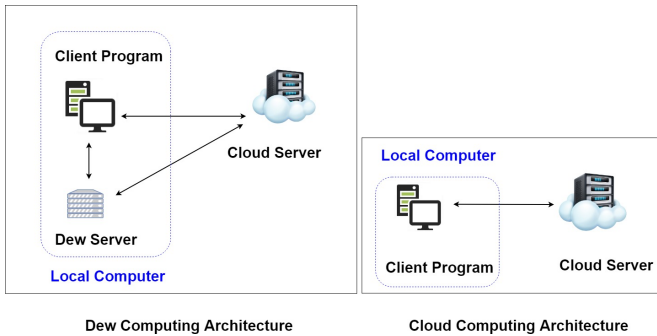 Client Program
Cloud Server
Dew Server
Local Computer
Dew Computing Architecture
Local Computer
Client Program
Cloud Server
Cloud Computing Architecture